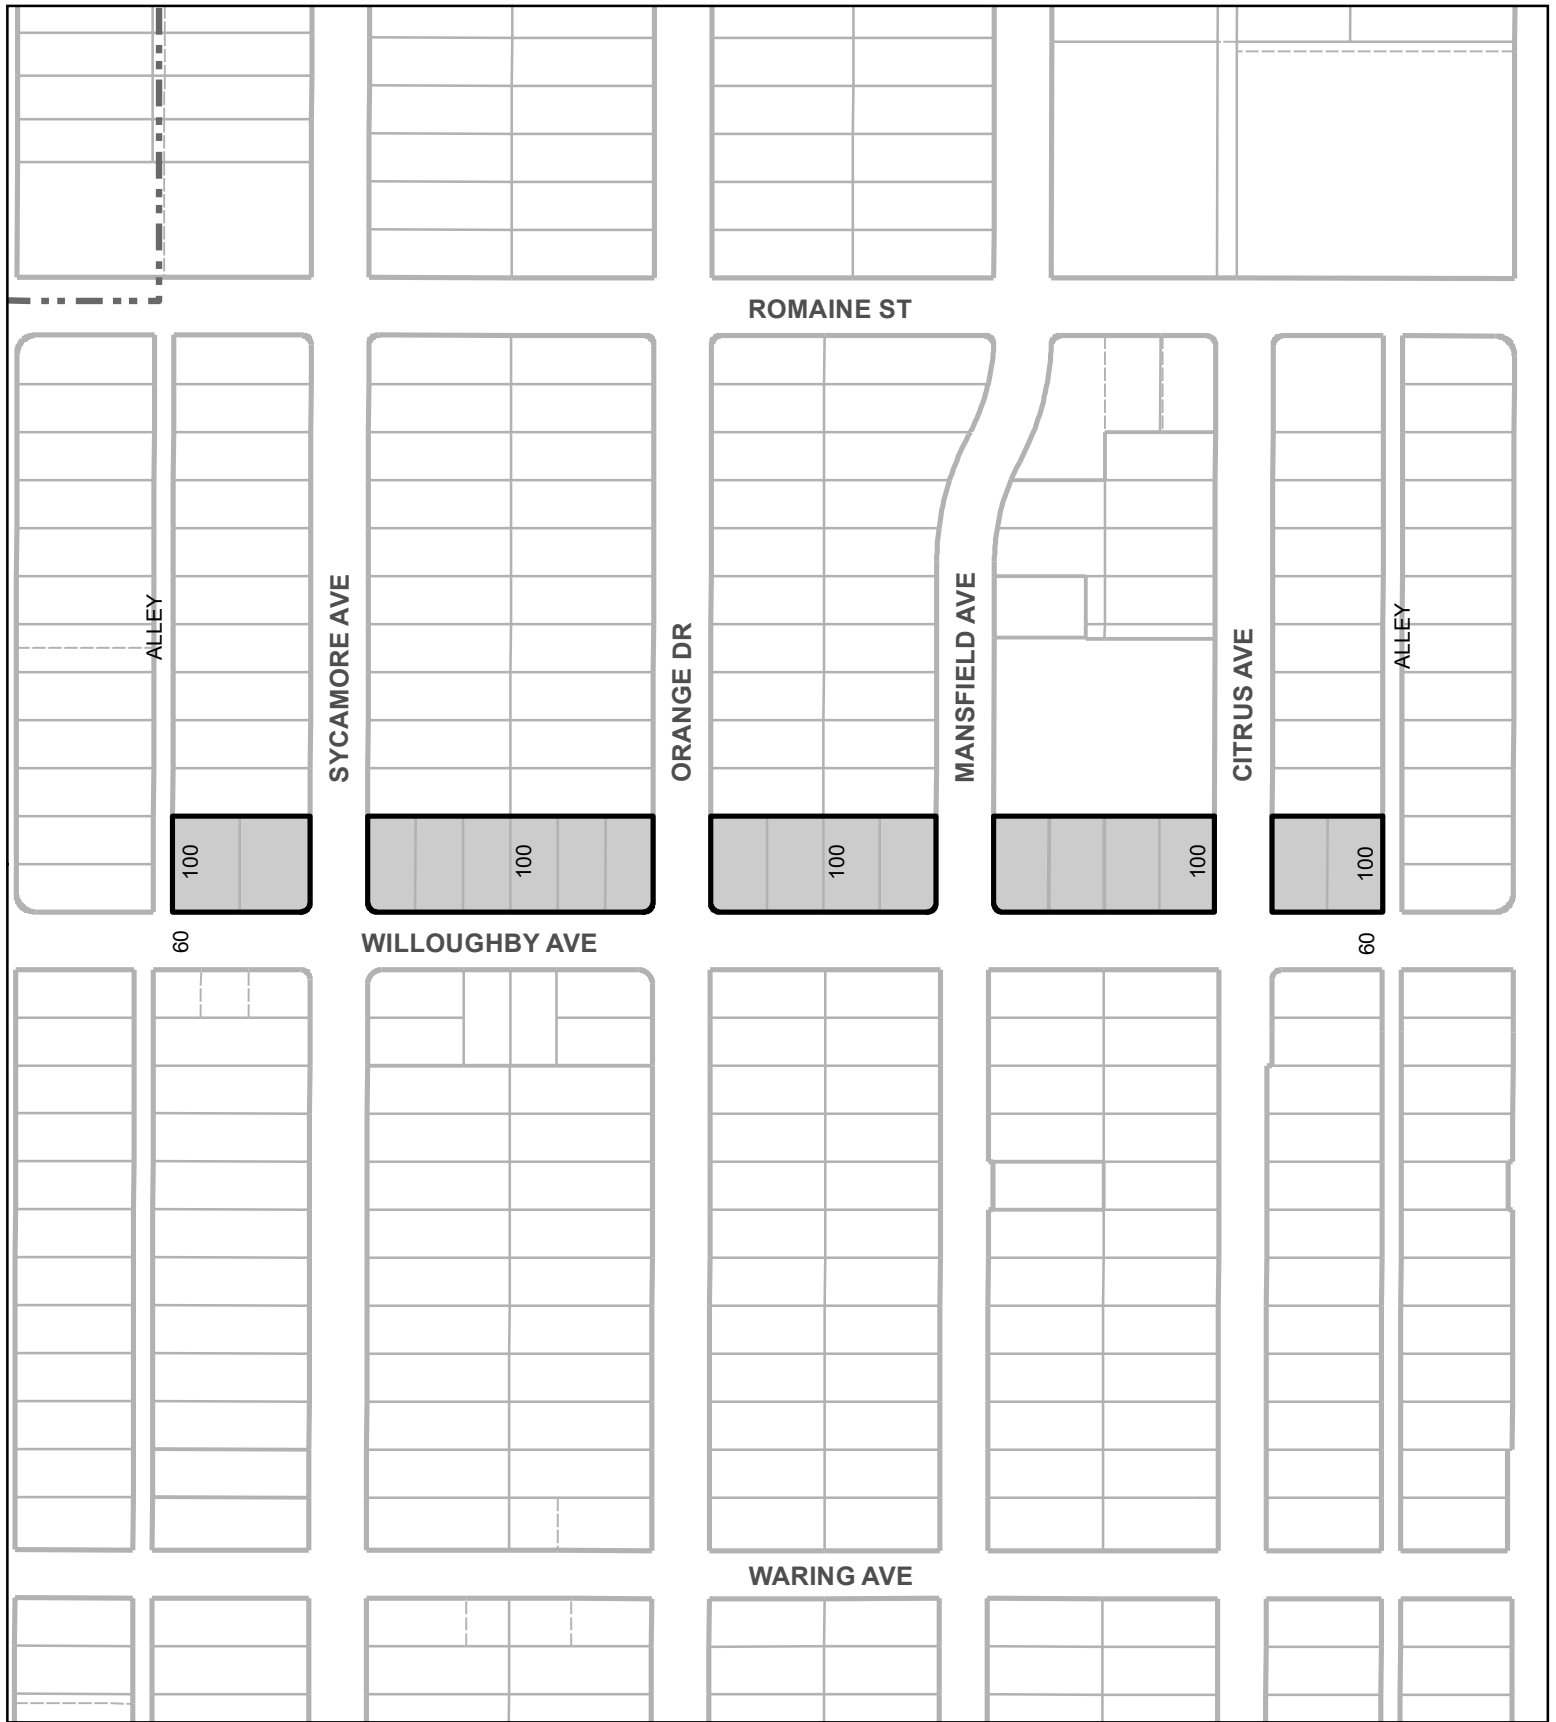 ROMAINE ST
ALLEY
SYCAMORE AVE
ORANGE DR
MANSFIELD AVE
CITRUS AVE
ALLEY
100
100
100
100
100
60
WILLOUGHBY AVE
60
WARING AVE